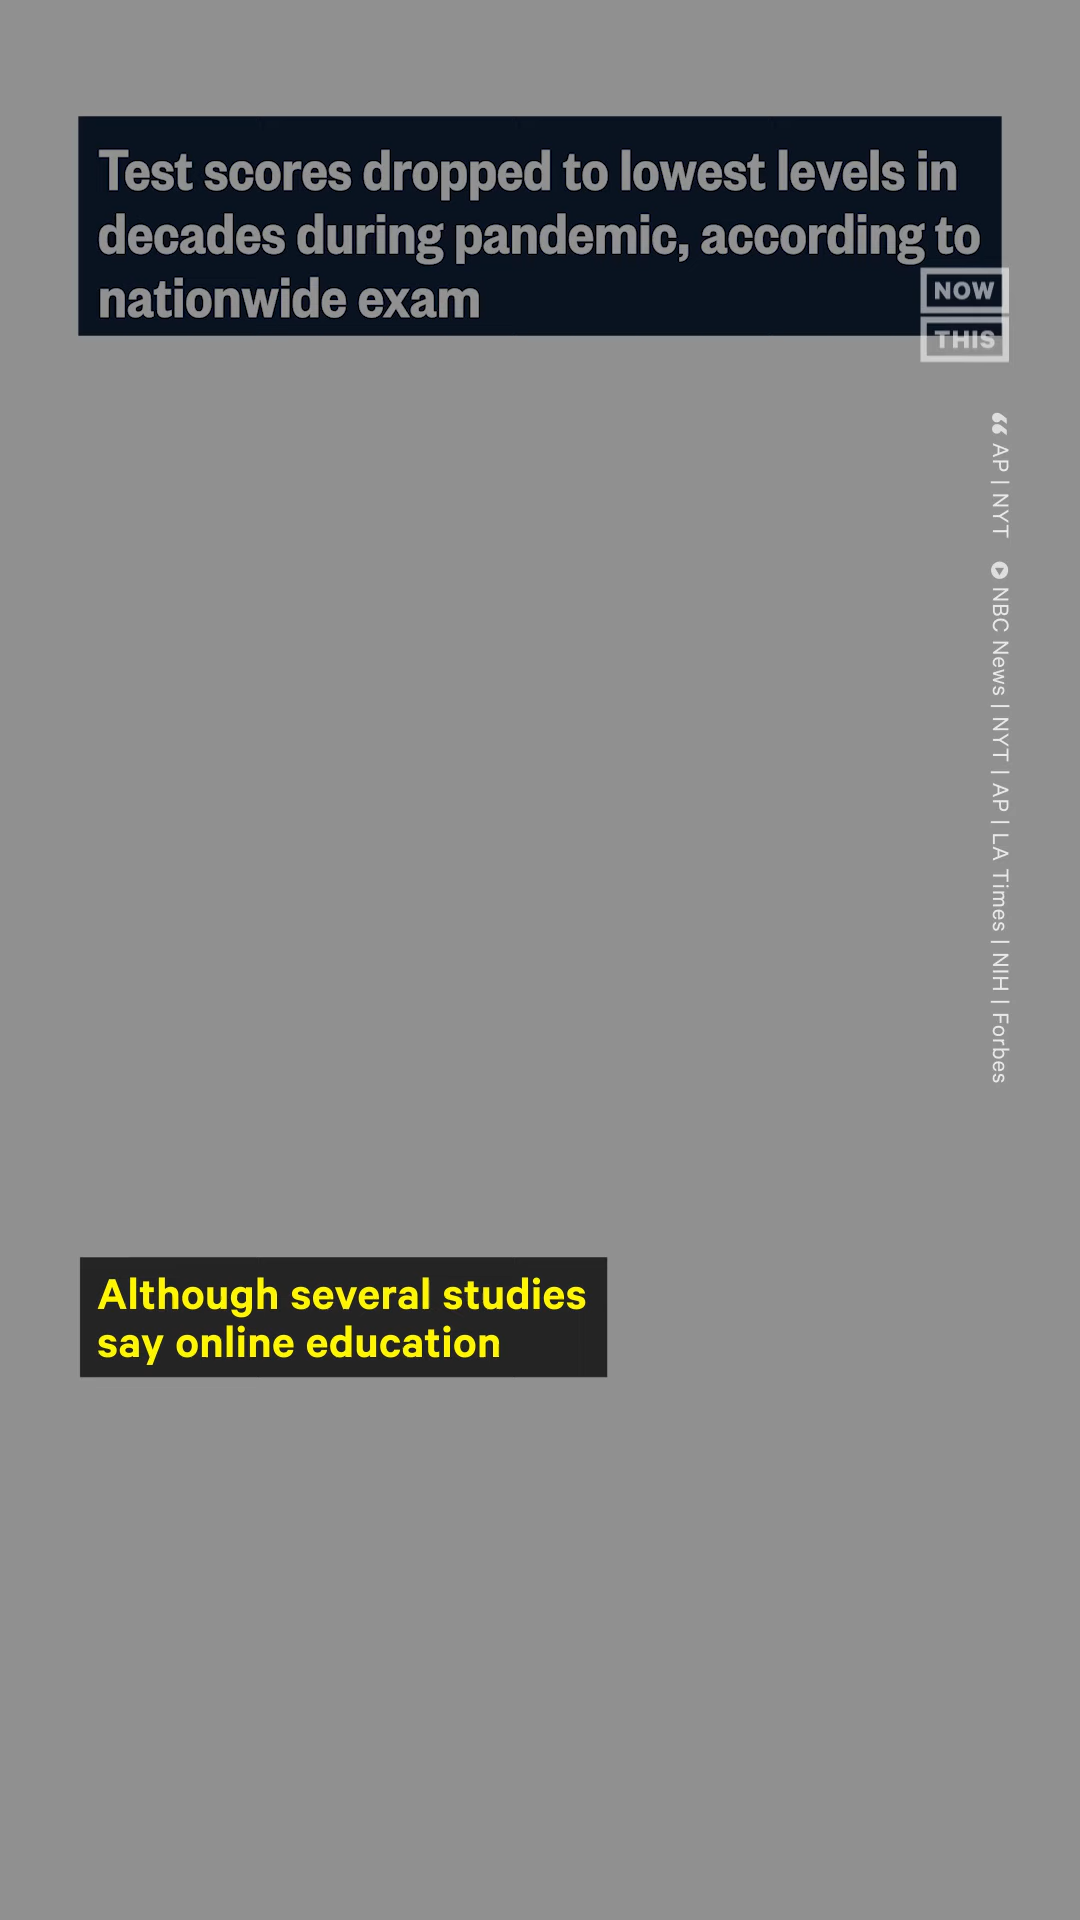 Test scores dropped to lowest levels in
decades during pandemic, according to
nationwide exam
NOW
THIS
❝ AP | NYT ▶ NBC News | NYT | AP | LA Times | NIH | Forbes
Although several studies
say online education